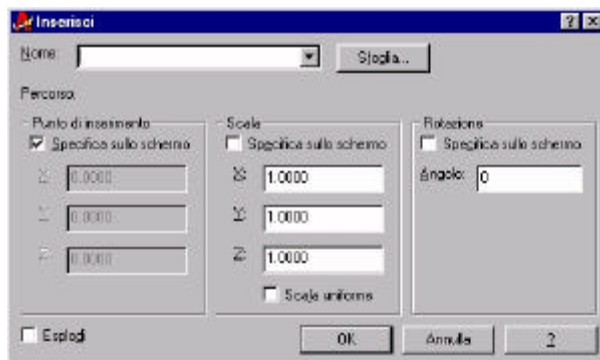 Inserisci
Nome: Sfoglia...
Percorso:
Punto di inserimento
Specifica sullo schermo
X: 0.0000
Y: 0.0000
Z: 0.0000
Scala
Specifica sullo schermo
X: 1.0000
Y: 1.0000
Z: 1.0000
Scala uniforme
Rotazione
Specifica sullo schermo
Angolo: 0
Esplodi
OK Annulla ?